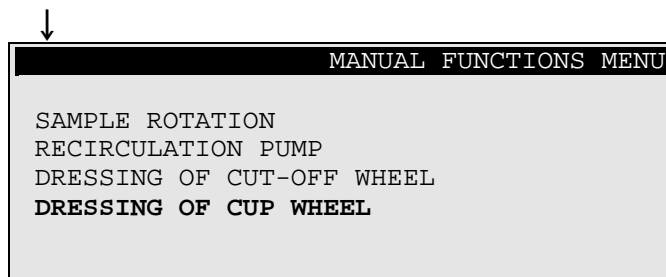 MANUAL FUNCTIONS MENU
SAMPLE ROTATION
RECIRCULATION PUMP
DRESSING OF CUT-OFF WHEEL
DRESSING OF CUP WHEEL